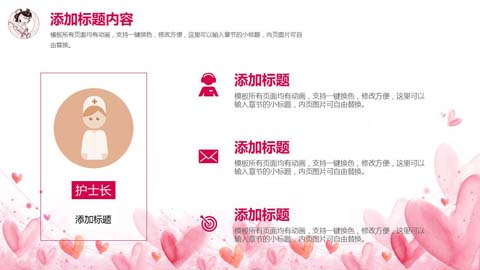 添加标题内容
模板所有页面均有动画，支持一键换色，修改方便，这里可以输入章节的小标题，内页图片可自
由替换。
添加标题
模板所有页面均有动画，支持一键换色，修改方便，这里可以
输入章节的小标题，内页图片可自由替换。
添加标题
模板所有页面均有动画，支持一键换色，修改方便，这里可以
输入章节的小标题，内页图片可自由替换。
护士长
添加标题
添加标题
模板所有页面均有动画，支持一键换色，修改方便，这里可以
输入章节的小标题，内页图片可自由替换。